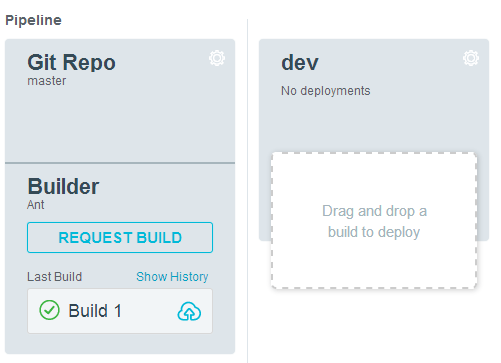 Pipeline
Git Repo
master
Builder
Ant
REQUEST BUILD
Last Build Show History
Build 1
dev
No deployments
Drag and drop a
build to deploy